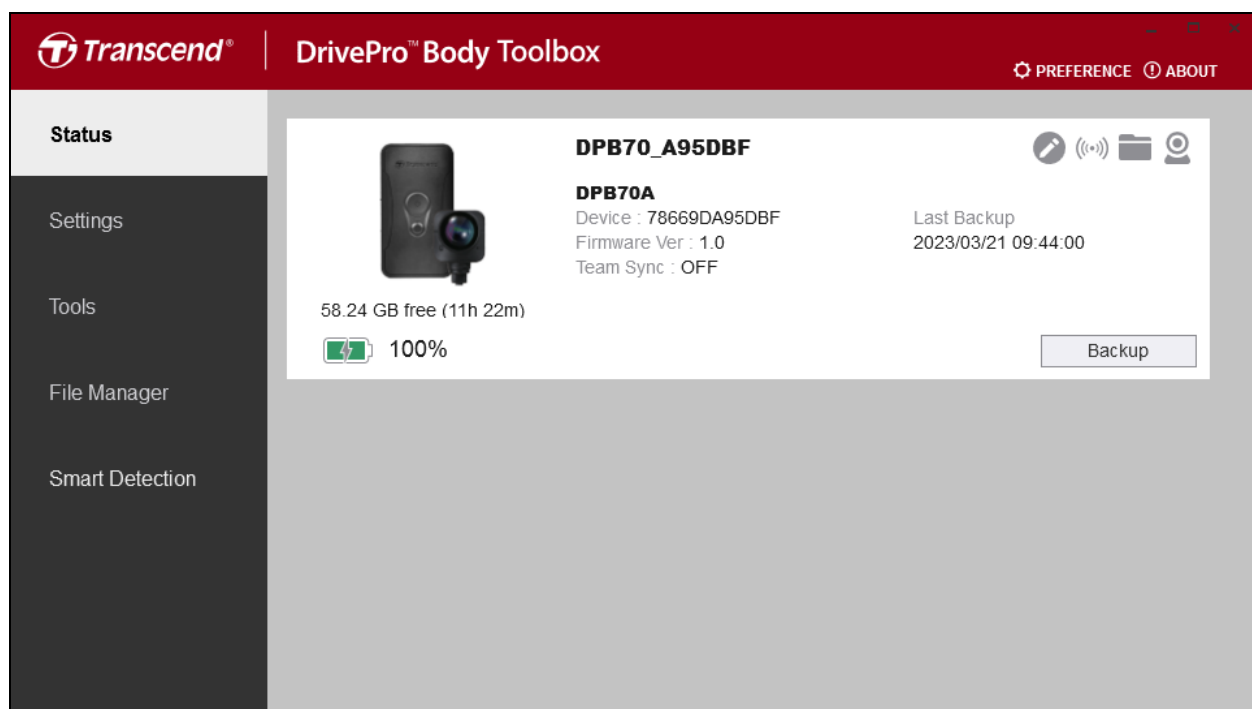 Transcend® DrivePro™ Body Toolbox
PREFERENCE ABOUT
Status
Settings
Tools
File Manager
Smart Detection
DPB70_A95DBF
DPB70A
Device : 78669DA95DBF
Firmware Ver : 1.0
Team Sync : OFF
Last Backup
2023/03/21 09:44:00
58.24 GB free (11h 22m)
100%
Backup